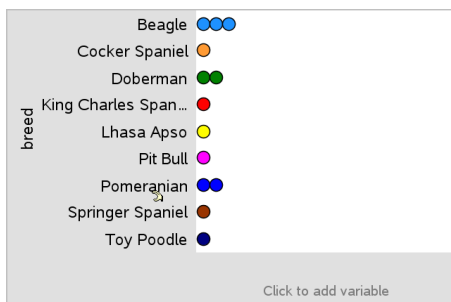 breed
Beagle
Cocker Spaniel
Doberman
King Charles Span...
Lhasa Apso
Pit Bull
Pomeranian
Springer Spaniel
Toy Poodle
Click to add variable